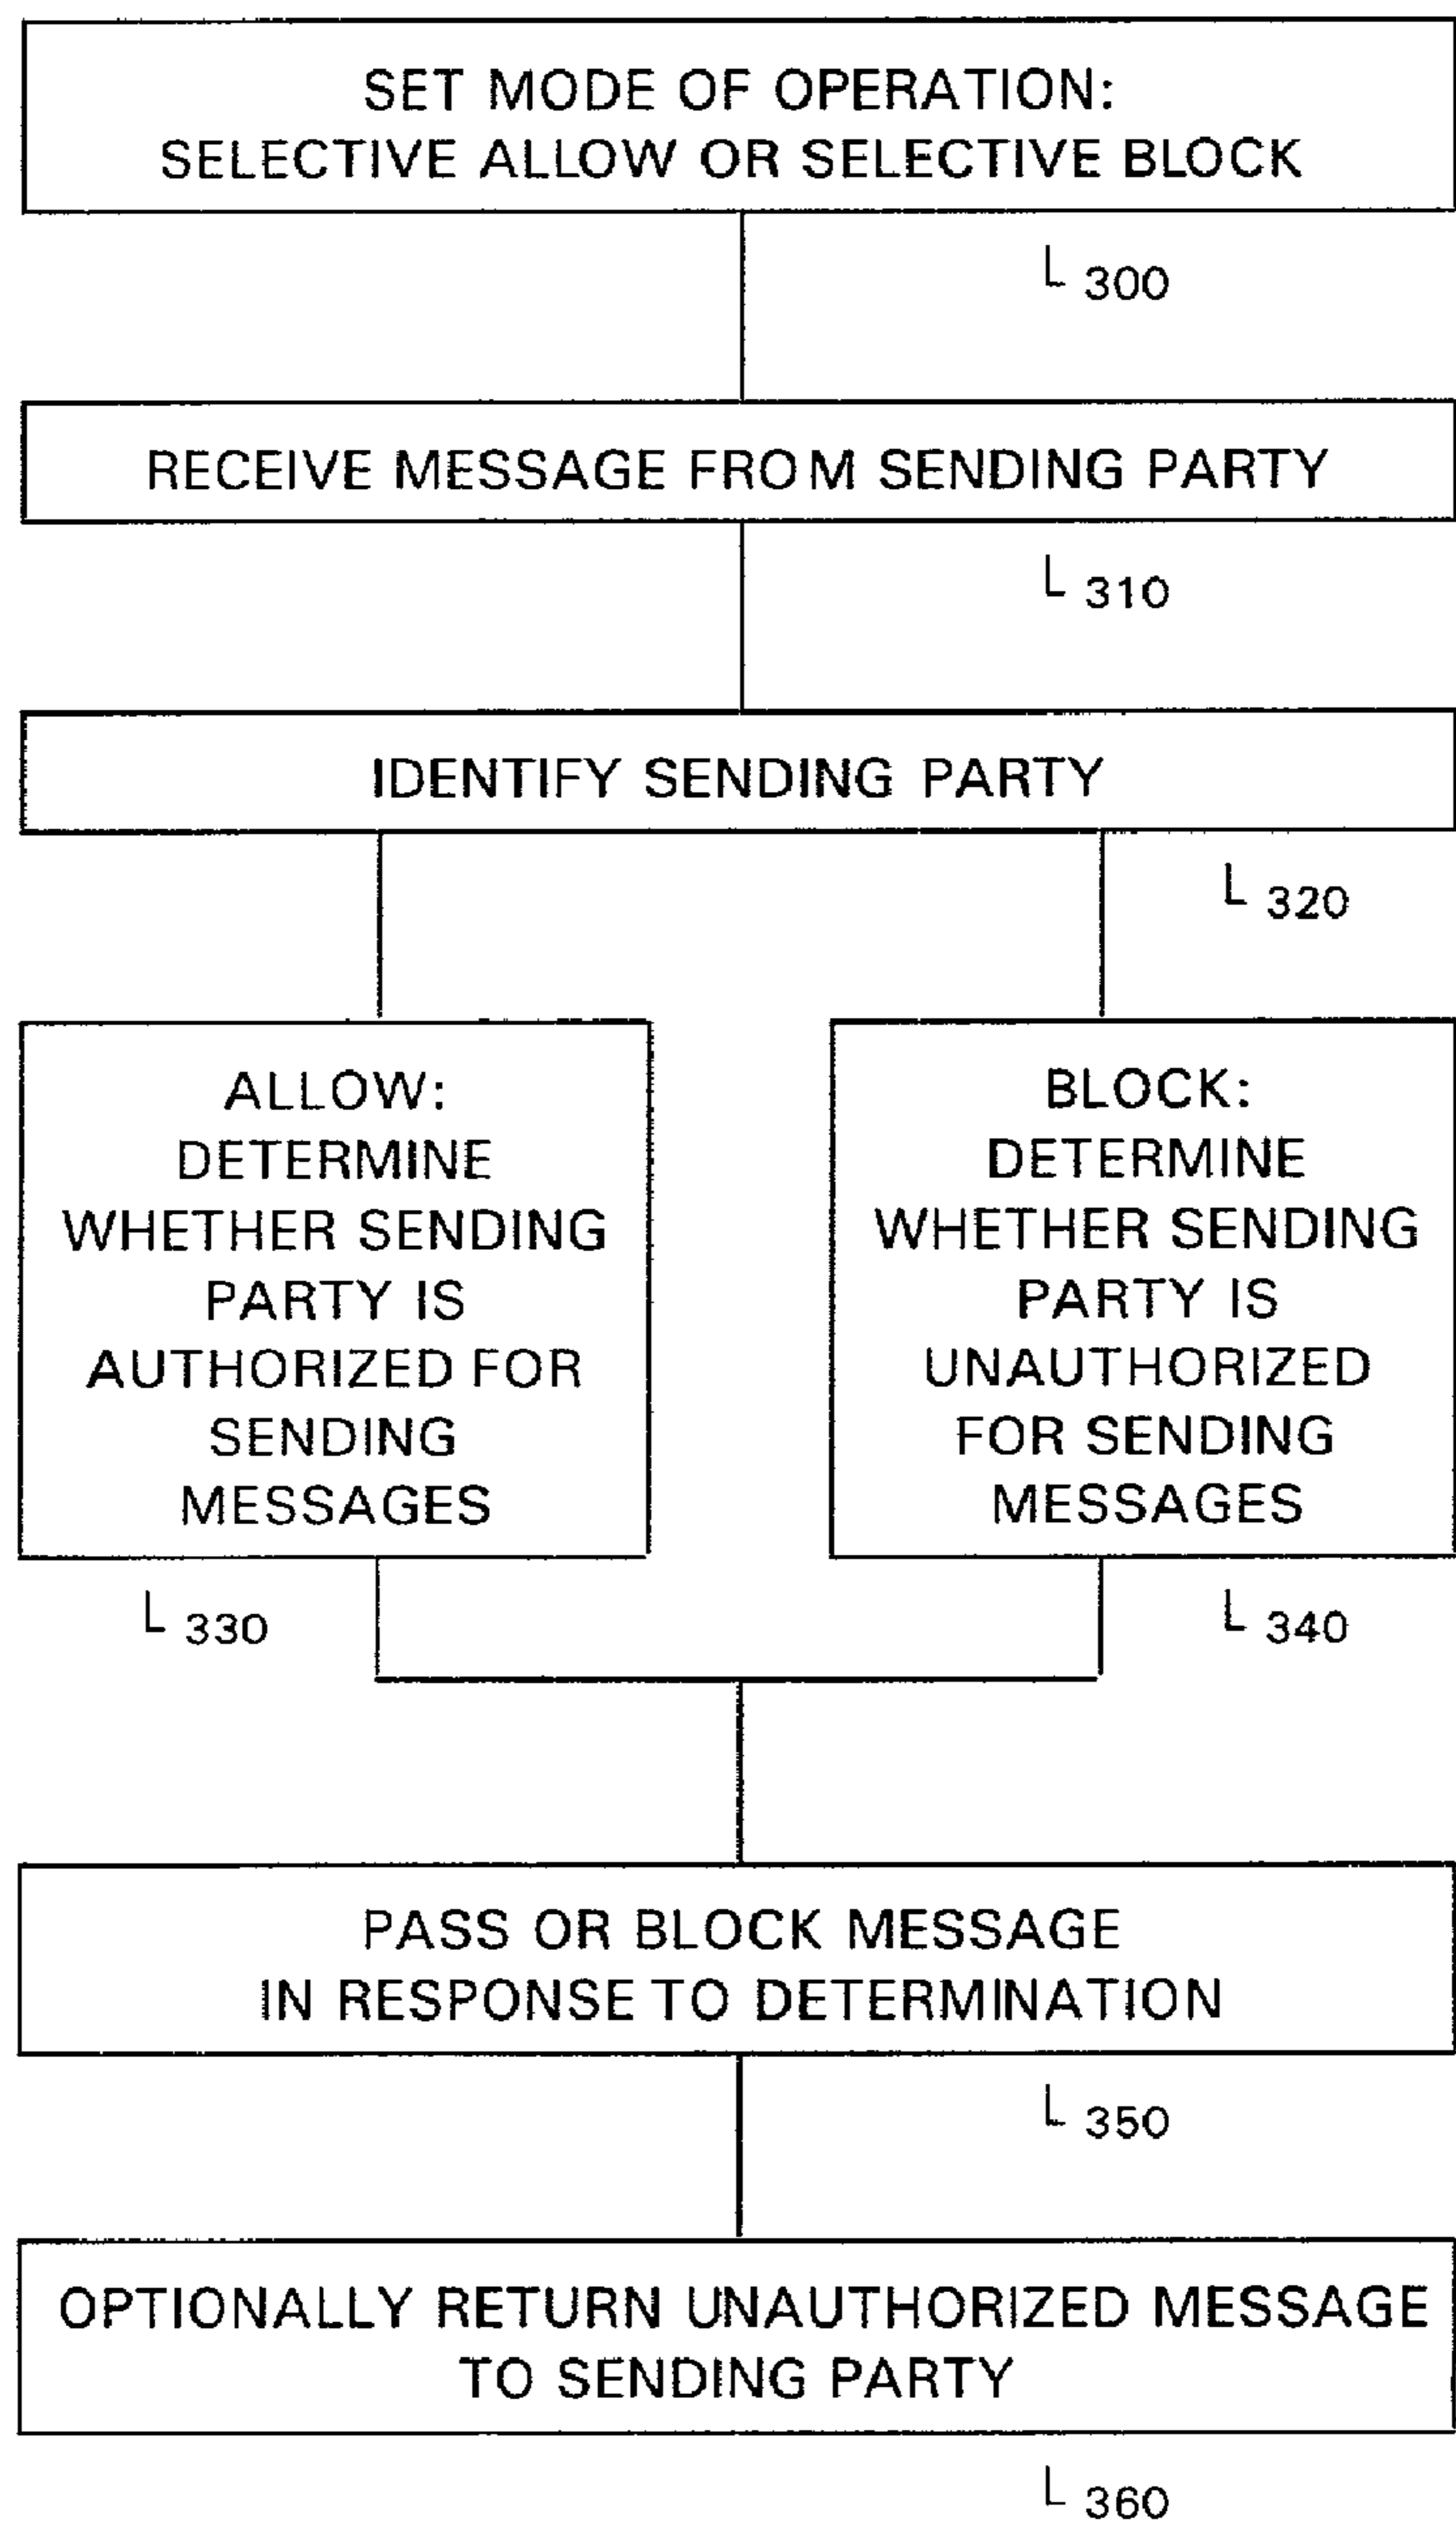 SET MODE OF OPERATION:
SELECTIVE ALLOW OR SELECTIVE BLOCK
300
RECEIVE MESSAGE FROM SENDING PARTY
310
IDENTIFY SENDING PARTY
320
ALLOW:
DETERMINE
WHETHER SENDING
PARTY IS
AUTHORIZED FOR
SENDING
MESSAGES
330
BLOCK:
DETERMINE
WHETHER SENDING
PARTY IS
UNAUTHORIZED
FOR SENDING
MESSAGES
340
PASS OR BLOCK MESSAGE
IN RESPONSE TO DETERMINATION
350
OPTIONALLY RETURN UNAUTHORIZED MESSAGE
TO SENDING PARTY
360